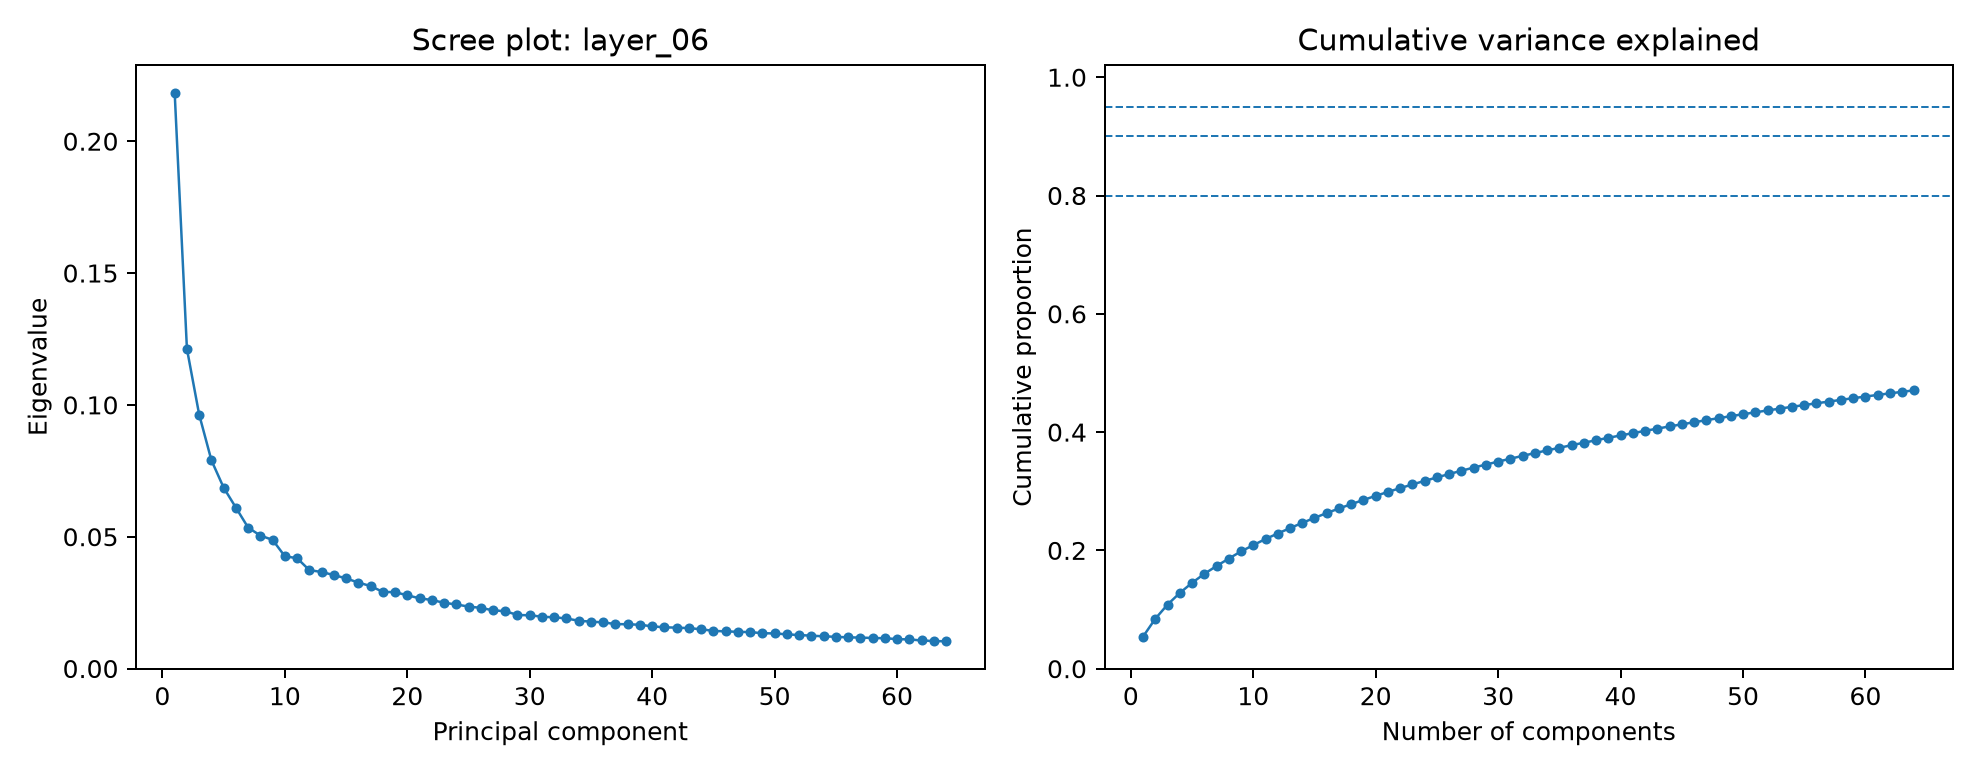 Scree plot: layer_06
Eigenvalue
0.20
0.15
0.10
0.05
0.00
0 10 20 30 40 50 60
Principal component
Cumulative variance explained
Cumulative proportion
1.0
0.8
0.6
0.4
0.2
0.0
0 10 20 30 40 50 60
Number of components